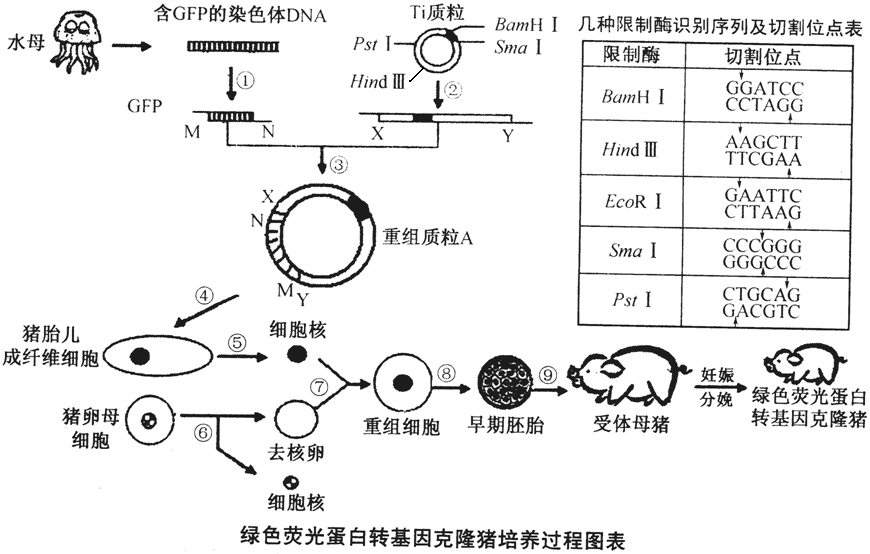 含GFP的染色体DNA
Ti质粒
水母
Pst Ⅰ
BamH Ⅰ
Sma Ⅰ
Hind Ⅲ
①
②
GFP
M
N
X
Y
③
X
N
M
Y
重组质粒A
几种限制酶识别序列及切割位点表
限制酶 切割位点
BamH Ⅰ
GGATCC
CCTAGG
Hind Ⅲ
AAGCTT
TTCGAA
EcoR Ⅰ
GAATTC
CTTAAG
Sma Ⅰ
CCCGGG
GGGCCC
Pst Ⅰ
CTGCAG
GACGTC
④
猪胎儿
成纤维细胞
⑤
细胞核
⑦
猪卵母
细胞
⑥
去核卵
细胞核
重组细胞
⑧
早期胚胎
⑨
受体母猪
妊娠
分娩
绿色荧光蛋白
转基因克隆猪
绿色荧光蛋白转基因克隆猪培养过程图表